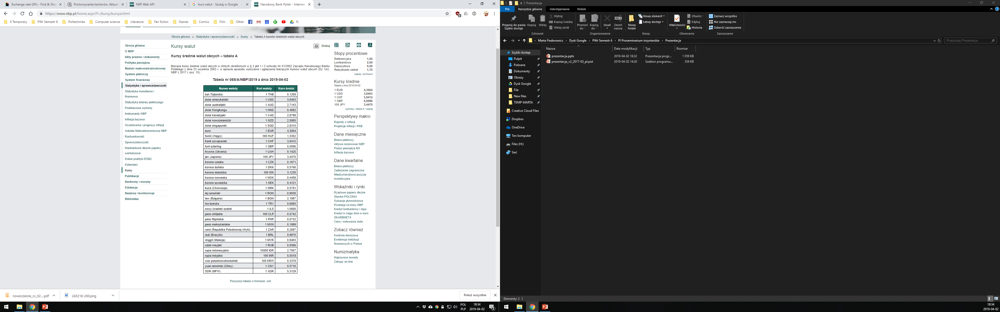 Exchange rate GIFs - Find & Sha
Porównywarka kantorów. Aktualn
NBP Web API
kurs walut - Szukaj w Google
Narodowy Bank Polski - Internet
https://www.nbp.pl/home.aspx?f=/kursy/kursya.html
0 Temporary
PWr Semestr 6
Politechnika
Computer science
Literature
Fan fiction
Games
Comics
Film
Other
N
Strona główna » Statystyka i sprawozdawczość » Kursy » Tabela A kursów średnich walut obcych
Strona główna
O NBP
Akty prawne i dokumenty
Polityka pieniężna
Nadzór makroostrożnościowy
System płatniczy
System finansowy
Statystyka i sprawozdawczość
Statystyka monetarna i
finansowa
Statystyka bilansu płatniczego
Podstawowe wykresy
Instrumenty NBP
Inflacja bazowa
Oczekiwania i prognozy inflacji
Ankieta Makroekonomiczna NBP
Rachunkowość
Sprawozdawczość
Nieskarbowe dłużne papiery
wartościowe
Dobre praktyki ESBC
Kalendarz
Kursy
Publikacje
Banknoty i monety
Edukacja
Badania i konferencje
Biblioteka
Kursy walut
Drukuj
Kursy średnie walut obcych – tabela A
Bieżące kursy średnie walut obcych w złotych określonych w § 2 pkt 1 i 2 uchwały Nr 51/2002 Zarządu Narodowego Banku
Polskiego z dnia 23 września 2002 r. w sprawie sposobu wyliczania i ogłaszania bieżących kursów walut obcych (Dz. Urz.
NBP z 2017 r. poz. 15):
Tabela nr 065/A/NBP/2019 z dnia 2019-04-02
Nazwa waluty Kod waluty Kurs średni
bat (Tajlandia) 1 THB 0,1208
dolar amerykański 1 USD 3,8403
dolar australijski 1 AUD 2,7143
dolar Hongkongu 1 HKD 0,4892
dolar kanadyjski 1 CAD 2,8799
dolar nowozelandzki 1 NZD 2,5985
dolar singapurski 1 SGD 2,8315
euro 1 EUR 4,3004
forint (Węgry) 100 HUF 1,3352
frank szwajcarski 1 CHF 3,8412
funt szterling 1 GBP 5,0086
hrywna (Ukraina) 1 UAH 0,1425
jen (Japonia) 100 JPY 3,4475
korona czeska 1 CZK 0,1671
korona duńska 1 DKK 0,5760
korona islandzka 100 ISK 3,1230
korona norweska 1 NOK 0,4459
korona szwedzka 1 SEK 0,4121
kuna (Chorwacja) 1 HRK 0,5781
lej rumuński 1 RON 0,9030
lew (Bułgaria) 1 BGN 2,1987
lira turecka 1 TRY 0,6885
nowy izraelski szekel 1 ILS 1,0600
peso chilijskie 100 CLP 0,5742
peso filipińskie 1 PHP 0,0732
peso meksykańskie 1 MXN 0,1999
rand (Republika Południowej Afryki) 1 ZAR 0,2697
real (Brazylia) 1 BRL 0,9970
ringgit (Malezja) 1 MYR 0,9403
rubel rosyjski 1 RUB 0,0586
rupia indonezyjska 10000 IDR 2,7007
rupia indyjska 100 INR 5,5518
won południowokoreański 100 KRW 0,3378
yuan renminbi (Chiny) 1 CNY 0,5710
SDR (MFW) 1 XDR 5,3129
Powyższa tabela w formacie .xml
Stopy procentowe
Referencyjna 1,50
Lombardowa 2,50
Depozytowa 0,50
Redyskonto weksli 1,75
więcej | archiwum
Kursy średnie
Tabela z dnia 2019-04-02
1 EUR 4,3004
1 USD 3,8403
1 CHF 3,8412
1 GBP 5,0086
100 JPY 3,4475
wykresy | tabela A | więcej
Perspektywy makro
Raporty o inflacji
Projekcje inflacji i PKB
Dane miesięczne
Bilans płatniczy
Aktywa rezerwowe NBP
Podaż pieniądza M3
Inflacja bazowa
Dane kwartalne
Bilans płatniczy
Zadłużenie zagraniczne
Międzynarodowa pozycja
inwestycyjna
Wskaźniki i rynki
Rządowe papiery dłużne
Stawka POLONIA
Sytuacja płynnościowa
Przetargi na bony NBP
Kredyt lombardowy i repo
Kredyt w ciągu dnia w euro
SKARBNET4
Ceny i notowania złota
Zobacz również
Kontrola dewizowa
Ewidencja instytucji
finansowych w Polsce
Numizmatyka
Najnowsze monety
Zakupy on-line
nowoczesne_cv_02....pdf
245218-200.png
Pokaż wszystkie
POL
PLP
18:34
2019-04-02
2
Prezentacja
Plik
Narzędzia główne
Udostępnianie
Widok
Przypnij do paska
Szybki dostęp
Kopiuj
Wklej
Wytnij
Kopiuj ścieżkę
Wklej skrót
Schowek
Przenieś
do
Kopiuj
do
Usuń
Zmień
nazwę
Organizowanie
Nowy
folder
Nowy element
Łatwy dostęp
Nowy
Właściwości
Otwórz
Edytuj
Historia
Otwieranie
Zaznacz wszystko
Nie zaznaczaj nic
Odwróć zaznaczenie
Zaznaczanie
Marta Fiedorowicz
Dysk Google
PWr Semestr 6
PI Proseminarium inzynierskie
Prezentacja
Przeszukaj: Prezentacja
Nazwa Data modyfikacji Typ Rozmiar
prezentacja.pptx 2019-04-02 18:32 Prezentacja progr... 1 059 KB
prezentacja_v2_2017-03_pl.pot 2019-04-02 14:20 Szablon programu... 359 KB
Szybki dostęp
Pulpit
Pobrane
Dokumenty
Obrazy
Dysk Google
File
New files
TEMP MARTA
Creative Cloud Files
Dropbox
OneDrive
Ten komputer
Files (H:)
Sieć
Elementy: 2
18:34
2019-04-02